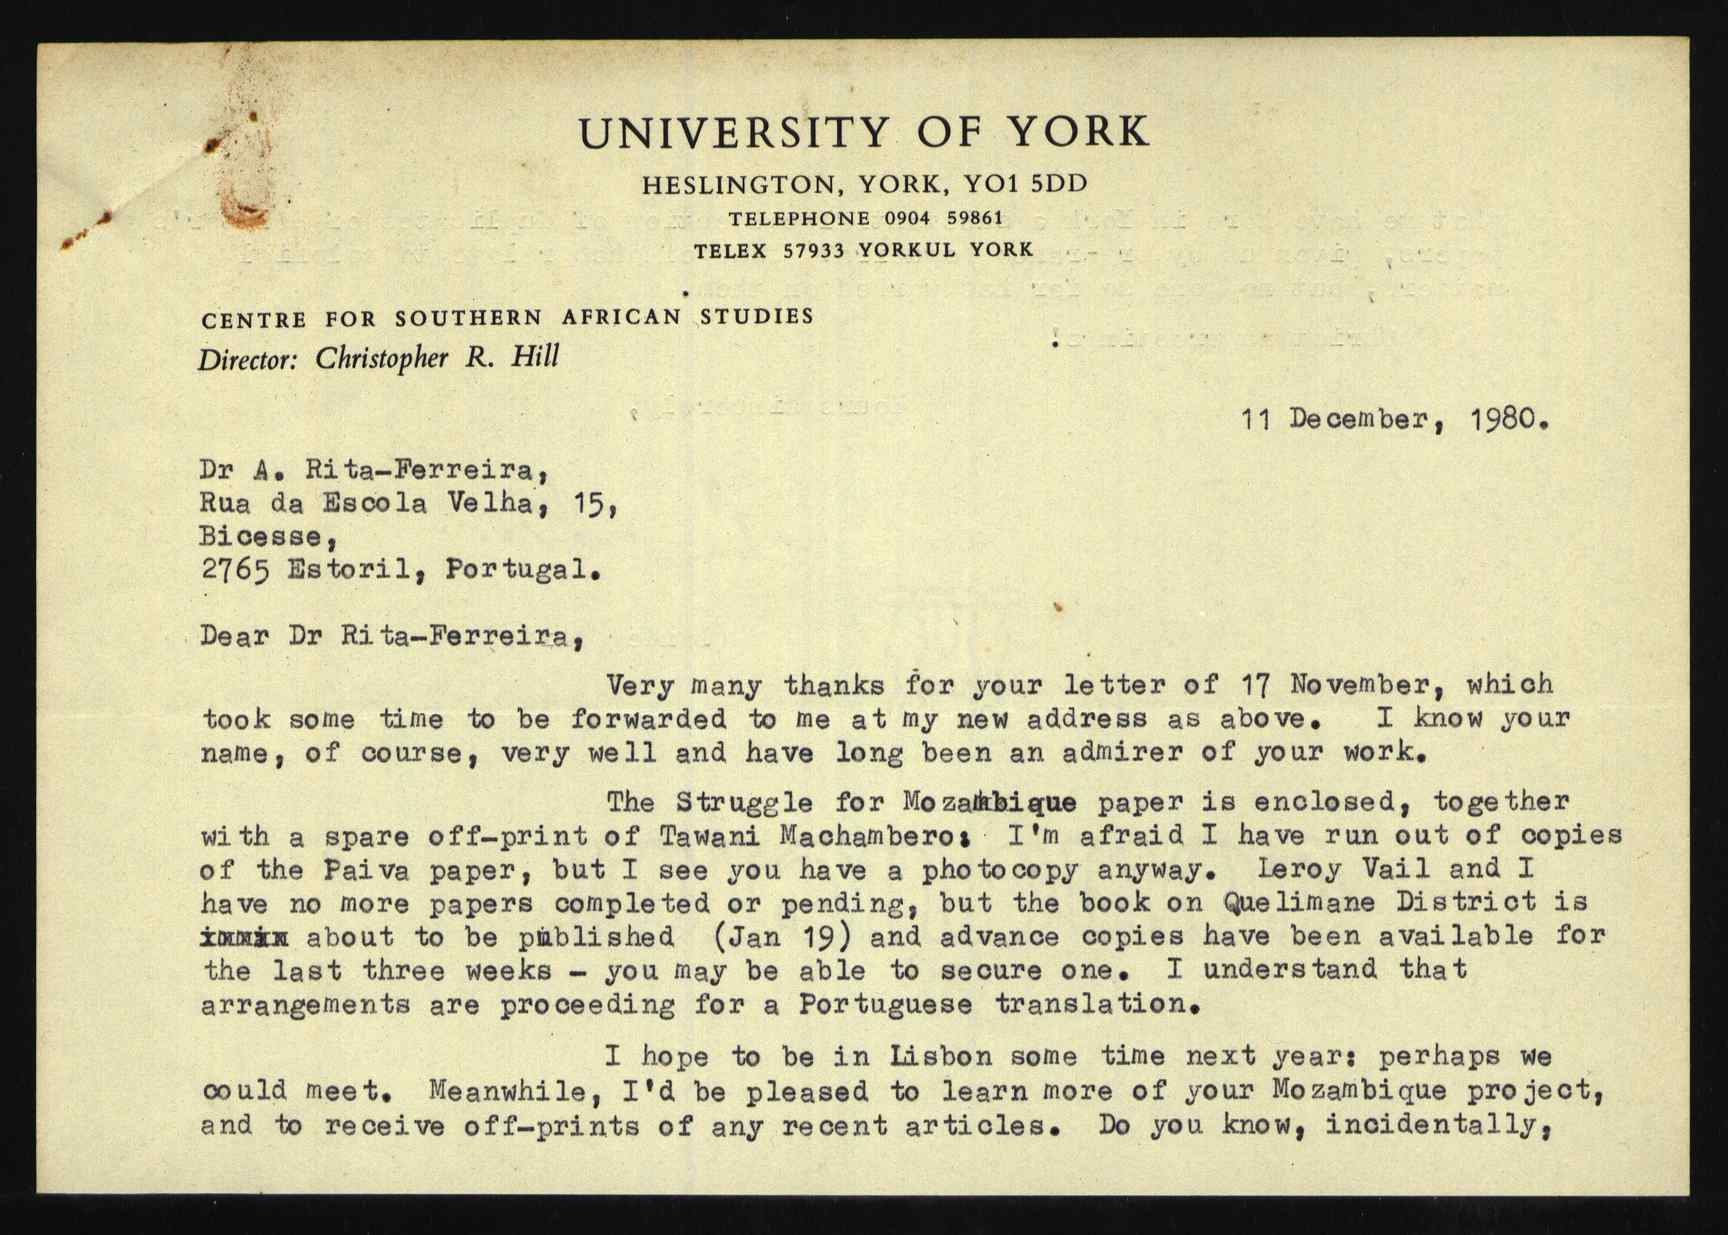 UNIVERSITY OF YORK
HESLINGTON, YORK, YO1 5DD
TELEPHONE 0904 59861
TELEX 57933 YORKUL YORK
CENTRE FOR SOUTHERN AFRICAN STUDIES
Director: Christopher R. Hill
11 December, 1980.
Dr A. Rita-Ferreira,
Rua da Escola Velha, 15,
Bicesse,
2765 Estoril, Portugal.
Dear Dr Rita-Ferreira,
Very many thanks for your letter of 17 November, which
took some time to be forwarded to me at my new address as above. I know your
name, of course, very well and have long been an admirer of your work.
The Struggle for Mozambique paper is enclosed, together
with a spare off-print of Tawani Machambero: I'm afraid I have run out of copies
of the Paiva paper, but I see you have a photocopy anyway. Leroy Vail and I
have no more papers completed or pending, but the book on Quelimane District is
about to be published (Jan 19) and advance copies have been available for
the last three weeks - you may be able to secure one. I understand that
arrangements are proceeding for a Portuguese translation.
I hope to be in Lisbon some time next year: perhaps we
could meet. Meanwhile, I'd be pleased to learn more of your Mozambique project,
and to receive off-prints of any recent articles. Do you know, incidentally,